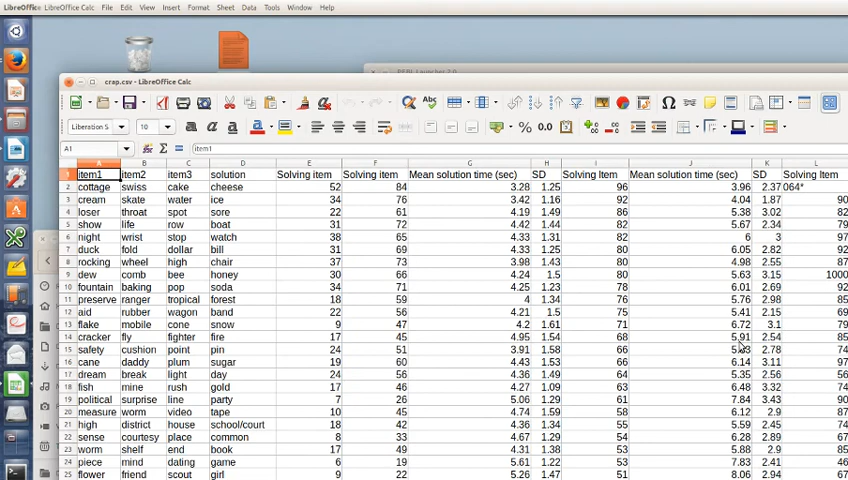 LibreOffice LibreOffice Calc File Edit View Insert Format Sheet Data Tools Window Help
crap.csv - LibreOffice Calc
Liberation S 10
A1 item1
A B C D E F G H I J K L
1 item1 item2 item3 solution Solving item Solving item Mean solution time (sec) SD Solving Item Mean solution time (sec) SD Solving Item
2 cottage swiss cake cheese 52 84 3.28 1.25 96 3.96 2.37 064*
3 cream skate water ice 34 76 3.42 1.16 92 4.04 1.87 90
4 loser throat spot sore 22 61 4.19 1.49 86 5.38 3.02 82
5 show life row boat 31 72 4.42 1.44 82 5.67 2.34 79
6 night wrist stop watch 38 65 4.33 1.31 82 6 3 97
7 duck fold dollar bill 31 69 4.33 1.35 80 6.05 2.82 92
8 rocking wheel high chair 37 73 3.98 1.43 80 4.98 2.55 87
9 dew comb bee honey 30 66 4.24 1.5 80 5.63 3.15 1000
10 fountain baking pop soda 34 71 4.25 1.23 78 6.01 2.69 92
11 preserve ranger tropical forest 18 59 4 1.34 76 5.76 2.98 85
12 aid rubber wagon band 22 56 4.21 1.5 75 5.41 2.15 69
13 flake mobile cone snow 9 47 4.2 1.61 71 6.72 3.1 79
14 cracker fly fighter fire 17 45 4.95 1.54 68 5.91 2.54 85
15 safety cushion point pin 24 51 3.91 1.58 66 2.78 74
16 cane daddy plum sugar 19 60 4.43 1.53 66 6.14 3.11 77
17 dream break light day 24 56 4.36 1.49 64 5.35 2.56 56
18 fish mine rush gold 17 46 4.27 1.09 63 6.48 3.32 74
19 political surprise line party 7 26 5.06 1.29 61 7.84 3.43 90
20 measure worm video tape 10 45 4.74 1.59 58 6.12 2.9 87
21 high district house school/court 18 42 4.36 1.34 55 5.59 2.45 74
22 sense courtesy place common 8 33 4.67 1.29 54 6.28 2.89 67
23 worm shelf end book 17 49 4.31 1.38 53 5.88 2.9 85
24 piece mind dating game 6 19 5.61 1.22 53 7.83 2.41 46
25 flower friend scout girl 9 22 5.26 1.56 51 8.06 2.94 67